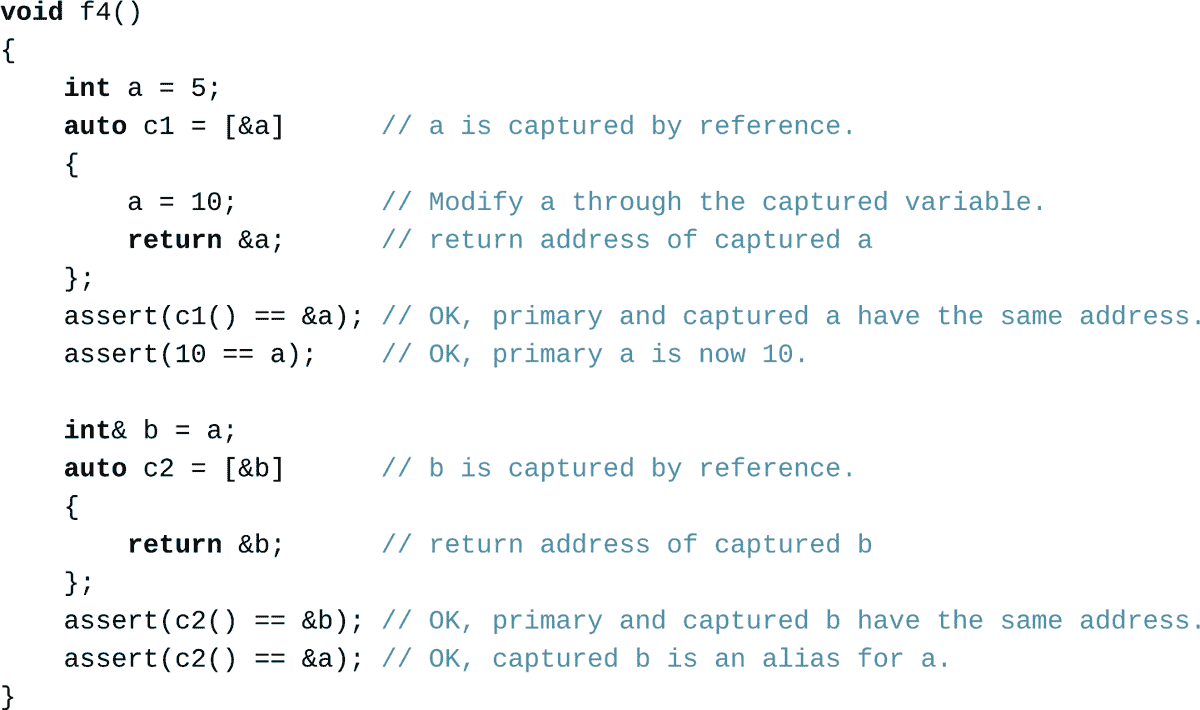 void f4()
{
    int a = 5;
    auto c1 = [&a]      // a is captured by reference.
    {
        a = 10;         // Modify a through the captured variable.
        return &a;      // return address of captured a
    };
    assert(c1() == &a); // OK, primary and captured a have the same address.
    assert(10 == a);    // OK, primary a is now 10.

    int& b = a;
    auto c2 = [&b]      // b is captured by reference.
    {
        return &b;      // return address of captured b
    };
    assert(c2() == &b); // OK, primary and captured b have the same address.
    assert(c2() == &a); // OK, captured b is an alias for a.
}